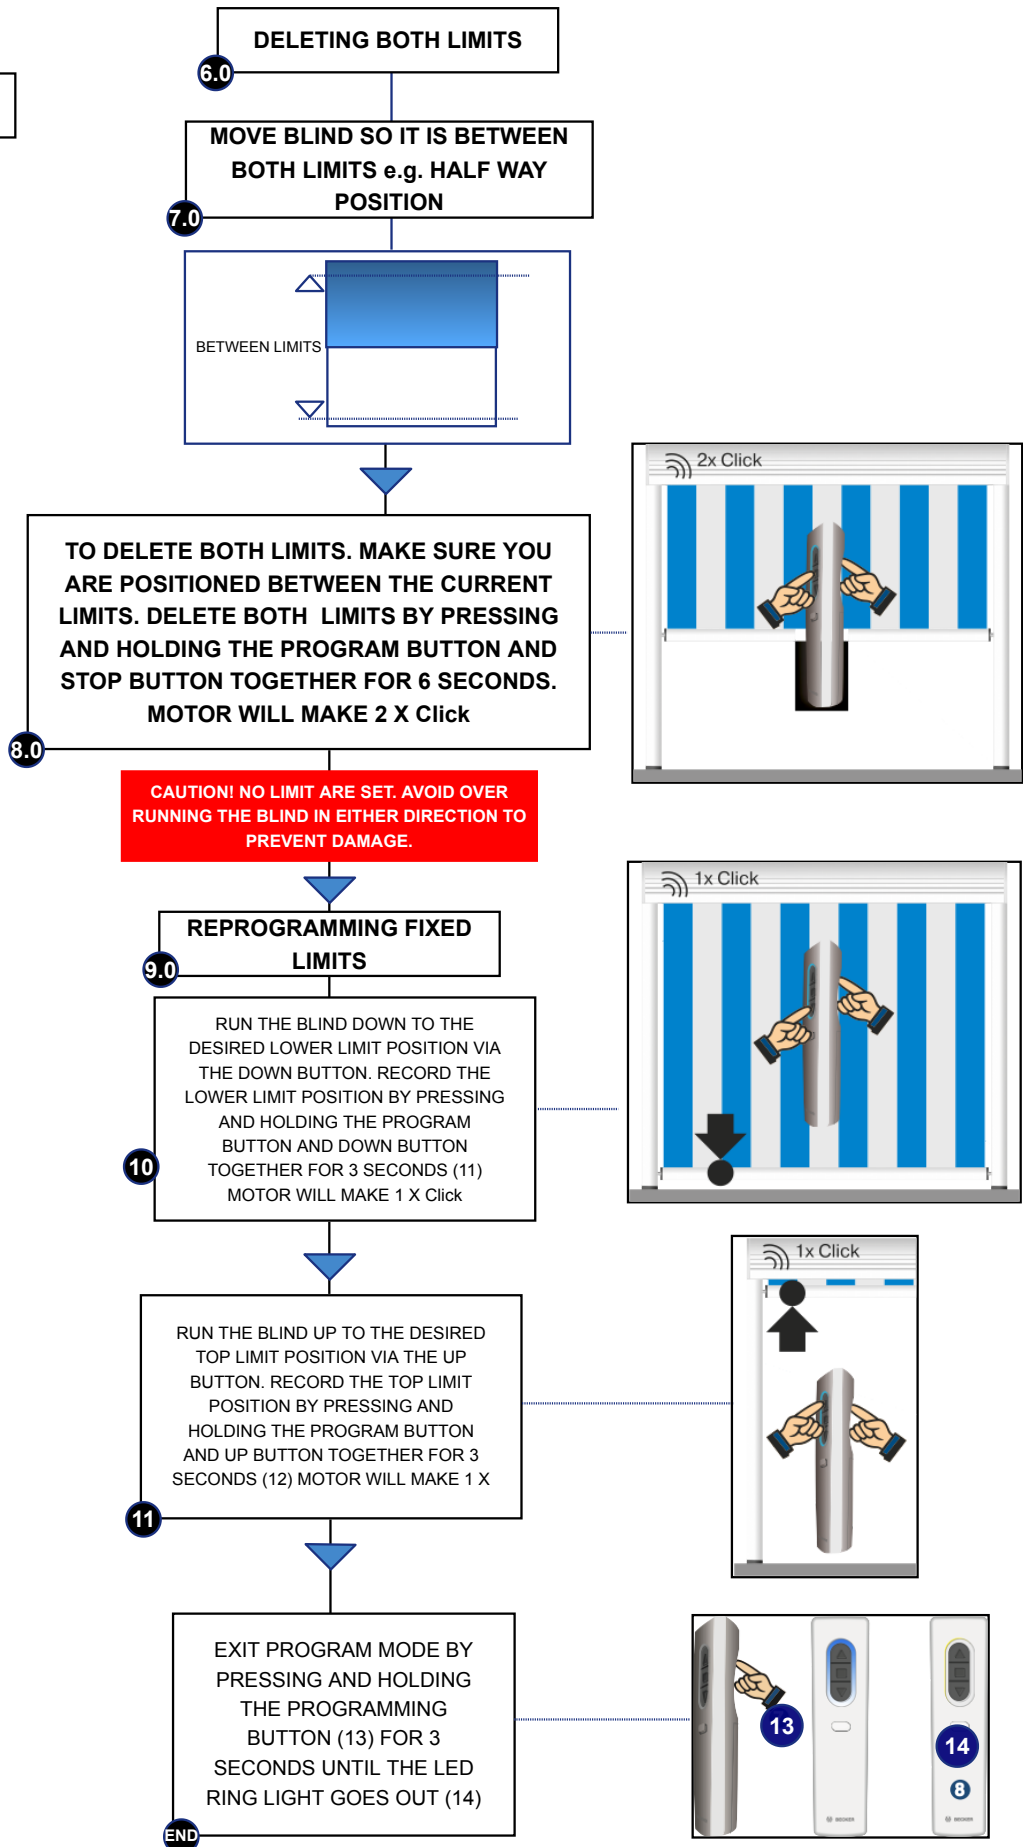 DELETING BOTH LIMITS
6.0
MOVE BLIND SO IT IS BETWEEN
BOTH LIMITS e.g. HALF WAY
POSITION
7.0
BETWEEN LIMITS
2x Click
TO DELETE BOTH LIMITS. MAKE SURE YOU
ARE POSITIONED BETWEEN THE CURRENT
LIMITS. DELETE BOTH LIMITS BY PRESSING
AND HOLDING THE PROGRAM BUTTON AND
STOP BUTTON TOGETHER FOR 6 SECONDS.
MOTOR WILL MAKE 2 X Click
8.0
CAUTION! NO LIMIT ARE SET. AVOID OVER
RUNNING THE BLIND IN EITHER DIRECTION TO
PREVENT DAMAGE.
1x Click
REPROGRAMMING FIXED
LIMITS
9.0
RUN THE BLIND DOWN TO THE
DESIRED LOWER LIMIT POSITION VIA
THE DOWN BUTTON. RECORD THE
LOWER LIMIT POSITION BY PRESSING
AND HOLDING THE PROGRAM
BUTTON AND DOWN BUTTON
TOGETHER FOR 3 SECONDS (11)
MOTOR WILL MAKE 1 X Click
10
1x Click
RUN THE BLIND UP TO THE DESIRED
TOP LIMIT POSITION VIA THE UP
BUTTON. RECORD THE TOP LIMIT
POSITION BY PRESSING AND
HOLDING THE PROGRAM BUTTON
AND UP BUTTON TOGETHER FOR 3
SECONDS (12) MOTOR WILL MAKE 1 X
11
EXIT PROGRAM MODE BY
PRESSING AND HOLDING
THE PROGRAMMING
BUTTON (13) FOR 3
SECONDS UNTIL THE LED
RING LIGHT GOES OUT (14)
END
13
14
8
BECKER
BECKER